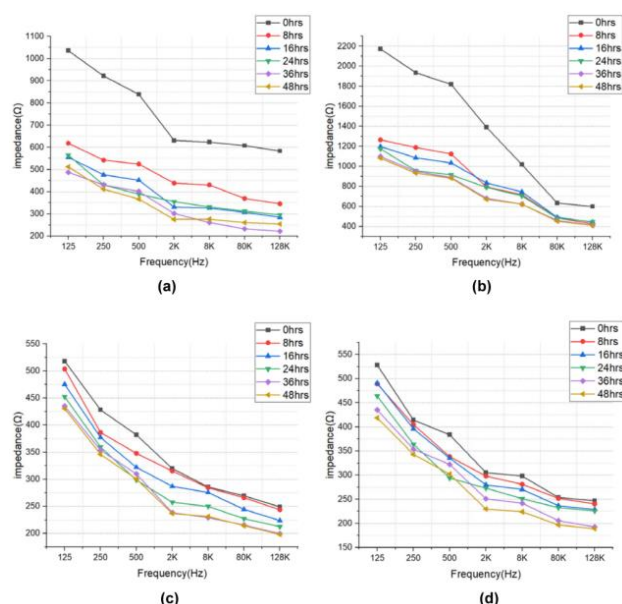 0hrs
8hrs
16hrs
24hrs
36hrs
48hrs
1100
1000
900
800
700
600
500
400
300
200
impedance(Ω)
125 250 500 2K 8K 80K 128K
Frequency(Hz)
(a)
0hrs
8hrs
16hrs
24hrs
36hrs
48hrs
2200
2000
1800
1600
1400
1200
1000
800
600
400
impedance(Ω)
125 250 500 2K 8K 80K 128K
Frequency(Hz)
(b)
0hrs
8hrs
16hrs
24hrs
36hrs
48hrs
550
500
450
400
350
300
250
200
impedance(Ω)
125 250 500 2K 8K 80K 128K
Frequency(Hz)
(c)
0hrs
8hrs
16hrs
24hrs
36hrs
48hrs
550
500
450
400
350
300
250
200
150
impedance(Ω)
125 250 500 2K 8K 80K 128K
Frequency(Hz)
(d)